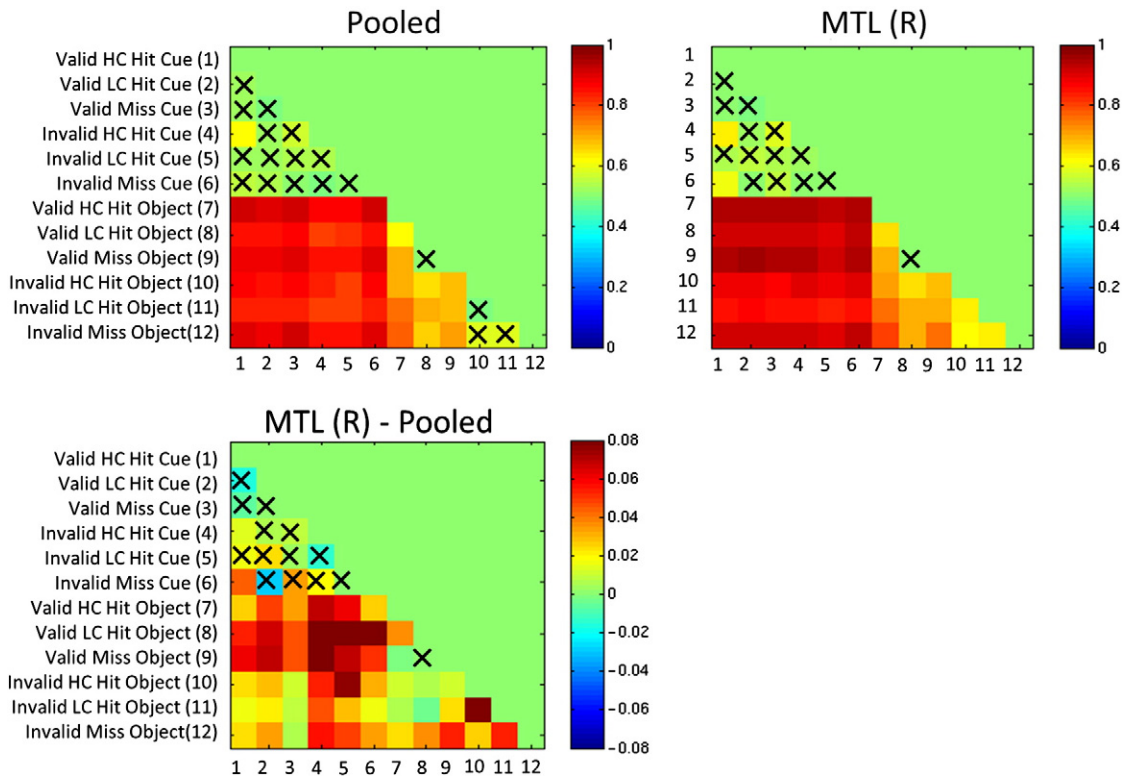 Pooled
Valid HC Hit Cue (1)
Valid LC Hit Cue (2)
Valid Miss Cue (3)
Invalid HC Hit Cue (4)
Invalid LC Hit Cue (5)
Invalid Miss Cue (6)
Valid HC Hit Object (7)
Valid LC Hit Object (8)
Valid Miss Object (9)
Invalid HC Hit Object (10)
Invalid LC Hit Object (11)
Invalid Miss Object(12)
1 2 3 4 5 6 7 8 9 10 11 12
1
0.8
0.6
0.4
0.2
0
MTL (R)
1
2
3
4
5
6
7
8
9
10
11
12
1 2 3 4 5 6 7 8 9 10 11 12
1
0.8
0.6
0.4
0.2
0
MTL (R) - Pooled
Valid HC Hit Cue (1)
Valid LC Hit Cue (2)
Valid Miss Cue (3)
Invalid HC Hit Cue (4)
Invalid LC Hit Cue (5)
Invalid Miss Cue (6)
Valid HC Hit Object (7)
Valid LC Hit Object (8)
Valid Miss Object (9)
Invalid HC Hit Object (10)
Invalid LC Hit Object (11)
Invalid Miss Object(12)
1 2 3 4 5 6 7 8 9 10 11 12
0.08
0.06
0.04
0.02
0
-0.02
-0.04
-0.06
-0.08